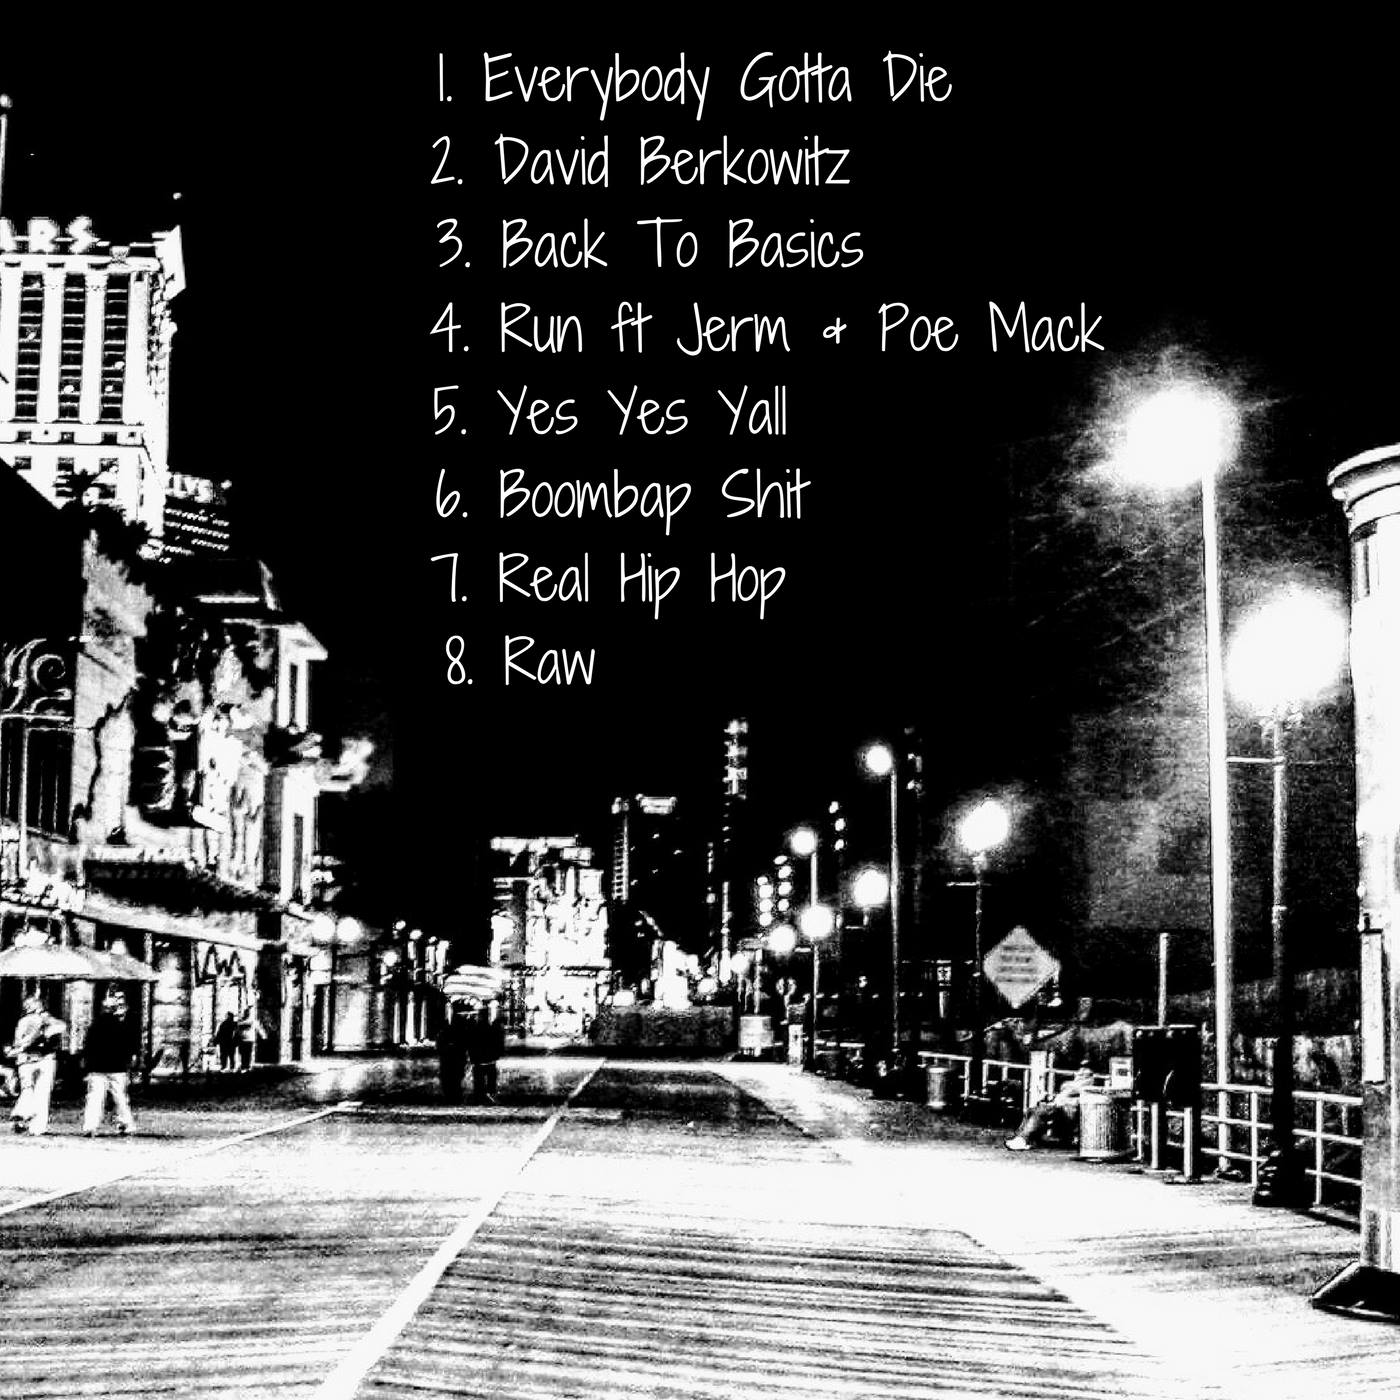 1. Everybody Gotta Die
2. David Berkowitz
3. Back To Basics
4. Run ft Jerm & Poe Mack
5. Yes Yes Yall
6. Boombap Shit
7. Real Hip Hop
8. Raw